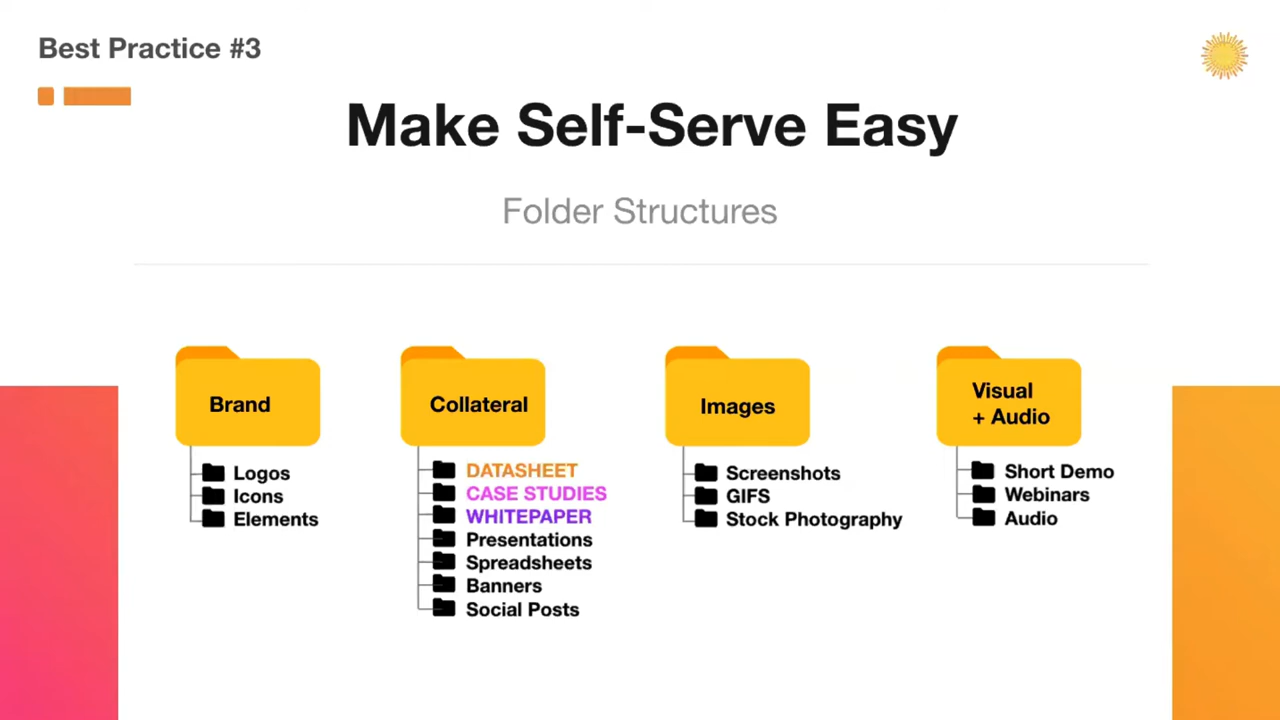 Best Practice #3
Make Self-Serve Easy
Folder Structures
Brand
Logos
Icons
Elements
Collateral
DATASHEET
CASE STUDIES
WHITEPAPER
Presentations
Spreadsheets
Banners
Social Posts
Images
Screenshots
GIFS
Stock Photography
Visual
+ Audio
Short Demo
Webinars
Audio